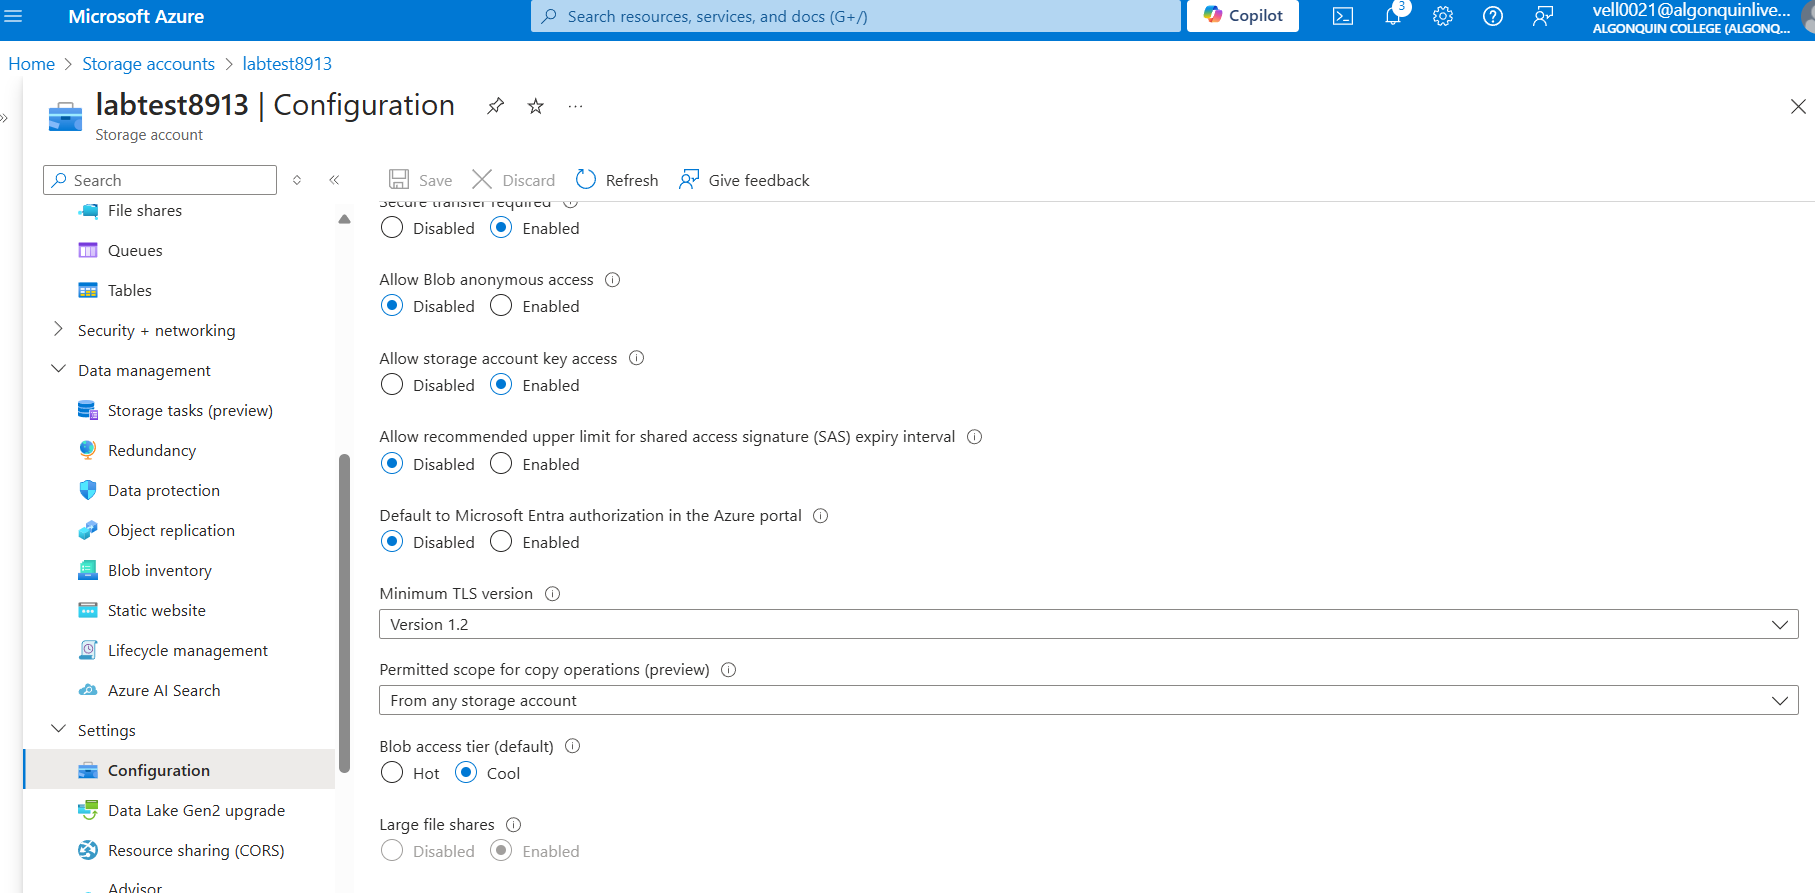 Microsoft Azure
Search resources, services, and docs (G+/)
Copilot
3
vell0021@algonquinlive...
ALGONQUIN COLLEGE (ALGONQ...
Home > Storage accounts > labtest8913
labtest8913 | Configuration
Storage account
Search
Save
Discard
Refresh
Give feedback
File shares
Queues
Tables
Security + networking
Data management
Storage tasks (preview)
Redundancy
Data protection
Object replication
Blob inventory
Static website
Lifecycle management
Azure AI Search
Settings
Configuration
Data Lake Gen2 upgrade
Resource sharing (CORS)
Advisor
Secure transfer required
Disabled Enabled
Allow Blob anonymous access
Disabled Enabled
Allow storage account key access
Disabled Enabled
Allow recommended upper limit for shared access signature (SAS) expiry interval
Disabled Enabled
Default to Microsoft Entra authorization in the Azure portal
Disabled Enabled
Minimum TLS version
Version 1.2
Permitted scope for copy operations (preview)
From any storage account
Blob access tier (default)
Hot Cool
Large file shares
Disabled Enabled